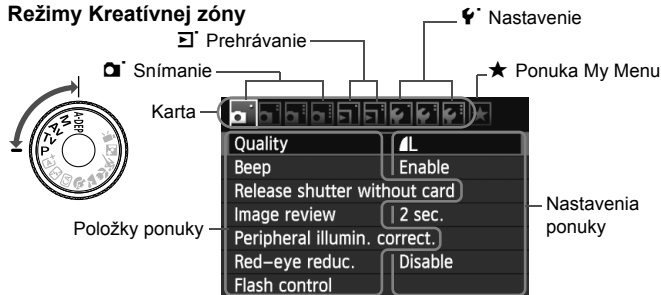 Režimy Kreatívnej zóny
Nastavenie
Prehrávanie
Snímanie
★ Ponuka My Menu
Karta
A-DEP
M
Av
Tv
P
Quality L
Beep Enable
Release shutter without card
Image review 2 sec.
Peripheral illumin. correct.
Red-eye reduc. Disable
Flash control
Položky ponuky
Nastavenia
ponuky